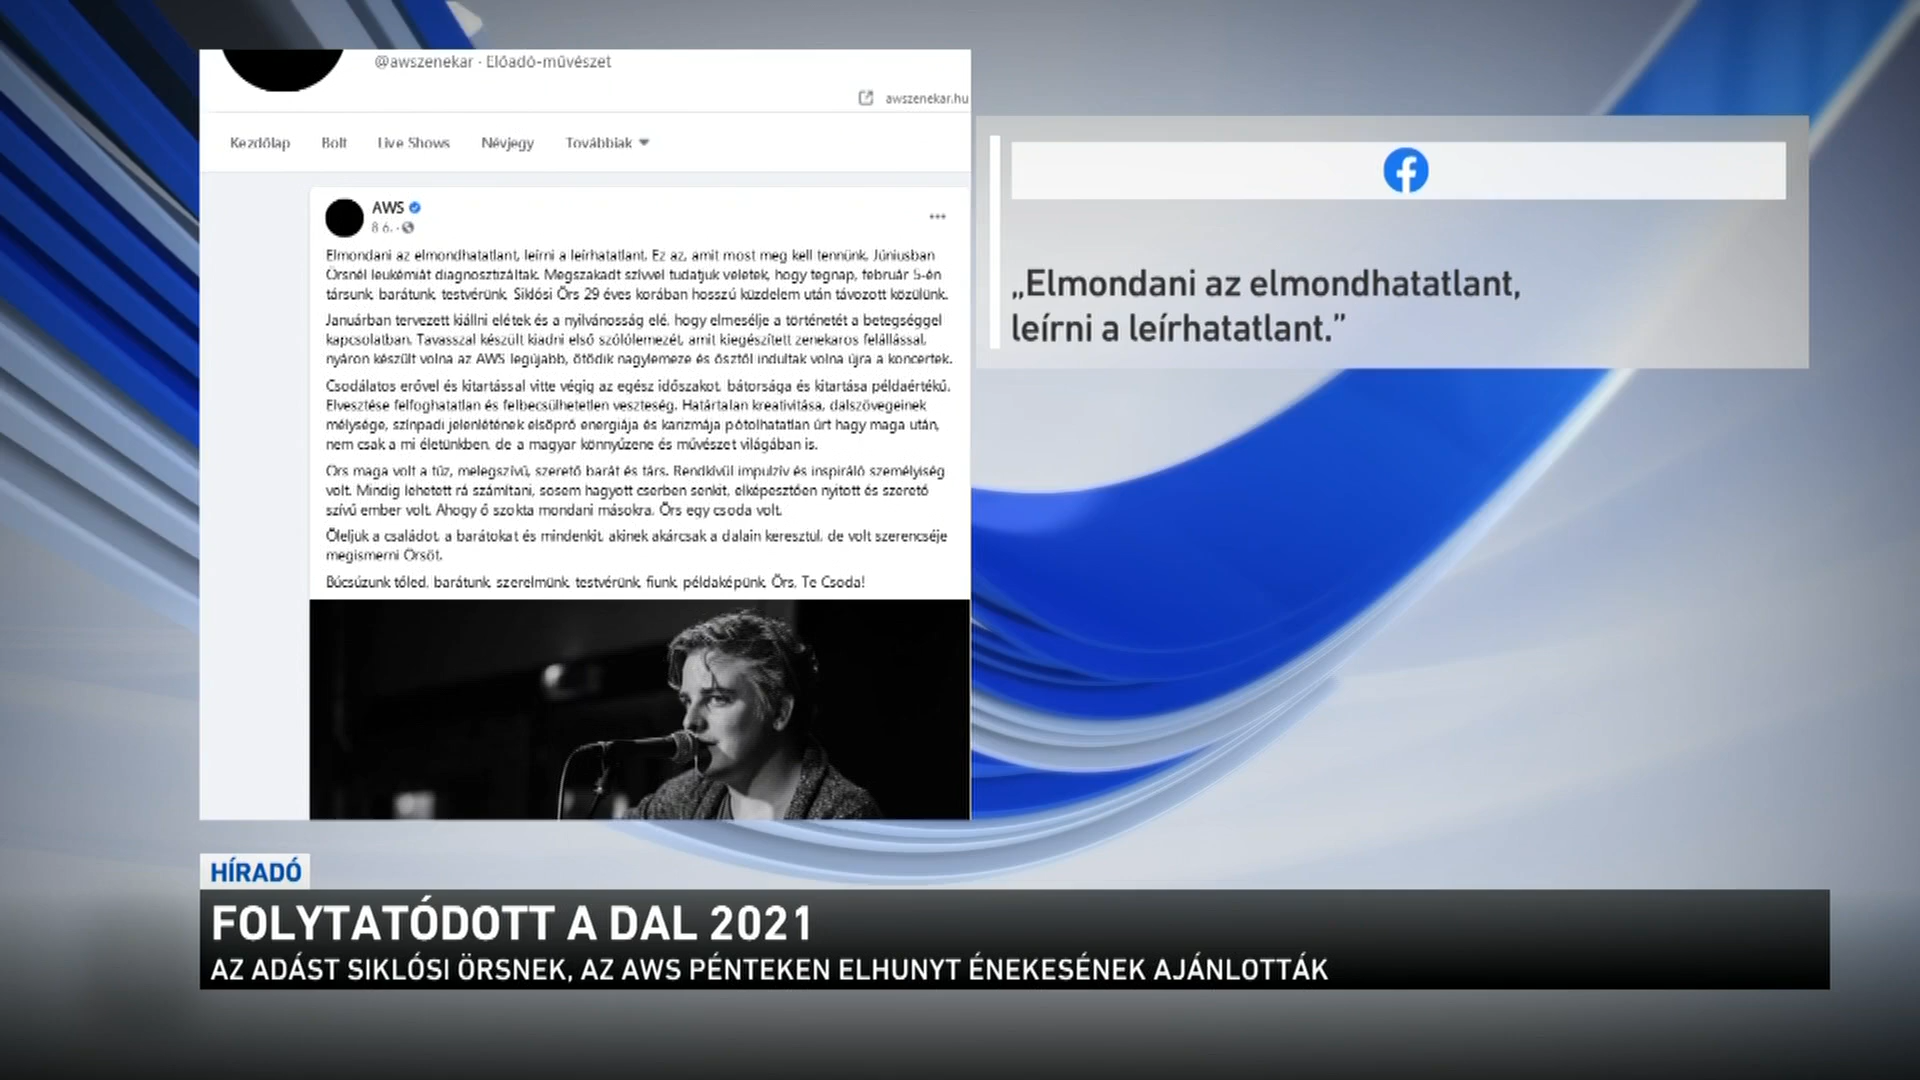 @awszenekar · Előadó-művészet
awszenekar.hu
Kezdőlap Bolt Live Shows Névjegy Továbbiak
AWS
8 ó. ·
Elmondani az elmondhatatlant, leírni a leírhatatlant. Ez az, amit most meg kell tennünk. Júniusban
Örsnél leukémiát diagnosztizáltak. Megszakadt szívvel tudatjuk veletek, hogy tegnap, február 5-én
társunk, barátunk, testvérünk, Siklósi Örs 29 éves korában hosszú küzdelem után távozott közülünk.
Januárban tervezett kiállni elétek és a nyilvánosság elé, hogy elmesélje a történetét a betegséggel
kapcsolatban. Tavasszal készült kiadni első szólólemezét, amit kiegészített zenekaros felállással,
nyáron készült volna az AWS legújabb, ötödik nagylemeze és ősztől indultak volna újra a koncertek.
Csodálatos erővel és kitartással vitte végig az egész időszakot, bátorsága és kitartása példaértékű.
Elvesztése felfoghatatlan és felbecsülhetetlen veszteség. Határtalan kreativitása, dalszövegeinek
mélysége, színpadi jelenlétének elsöprő energiája és karizmája pótolhatatlan űrt hagy maga után,
nem csak a mi életünkben, de a magyar könnyűzene és művészet világában is.
Örs maga volt a tűz, melegszívű, szerető barát és társ. Rendkívül impulzív és inspiráló személyiség
volt. Mindig lehetett rá számítani, sosem hagyott cserben senkit, elképesztően nyitott és szerető
szívű ember volt. Ahogy ő szokta mondani másokra, Örs egy csoda volt.
Öleljuk a családot, a barátokat és mindenkit, akinek akárcsak a dalain keresztul, de volt szerencséje
megismerni Örsöt.
Búcsúzunk tőled, barátunk, szerelmünk, testvérünk, fiunk, példaképünk, Örs, Te Csoda!
„Elmondani az elmondhatatlant,
leírni a leírhatatlant.”
HÍRADÓ
FOLYTATÓDOTT A DAL 2021
AZ ADÁST SIKLÓSI ÖRSNEK, AZ AWS PÉNTEKEN ELHUNYT ÉNEKESÉNEK AJÁNLOTTÁK